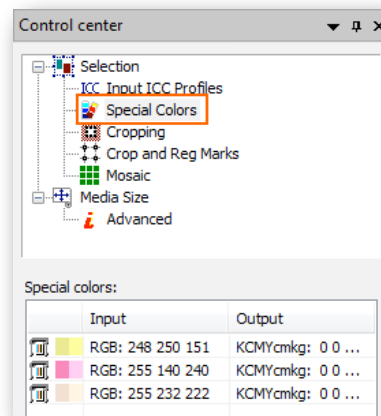 Control center
Selection
ICC Input ICC Profiles
Special Colors
Cropping
Crop and Reg Marks
Mosaic
Media Size
Advanced
Special colors:
Input Output
RGB: 248 250 151 KCMYcmkg: 0 0 ...
RGB: 255 140 240 KCMYcmkg: 0 0 ...
RGB: 255 232 222 KCMYcmkg: 0 0 ...